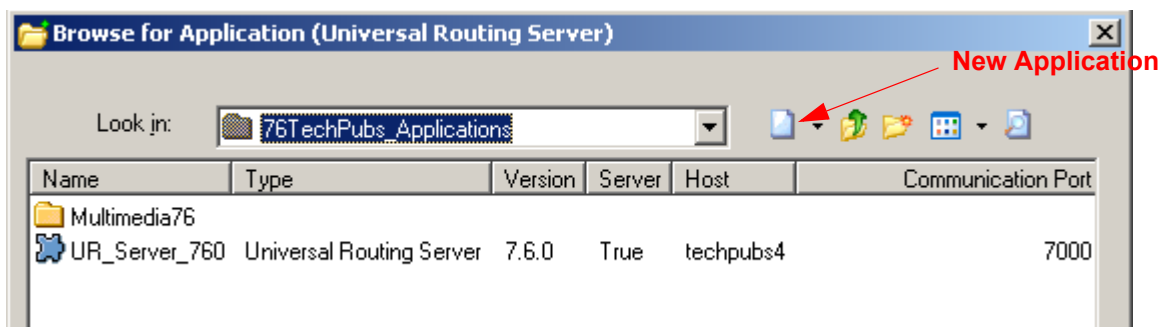 Browse for Application (Universal Routing Server)
New Application
Look in: 76TechPubs_Applications
Name Type Version Server Host Communication Port
Multimedia76
UR_Server_760 Universal Routing Server 7.6.0 True techpubs4 7000